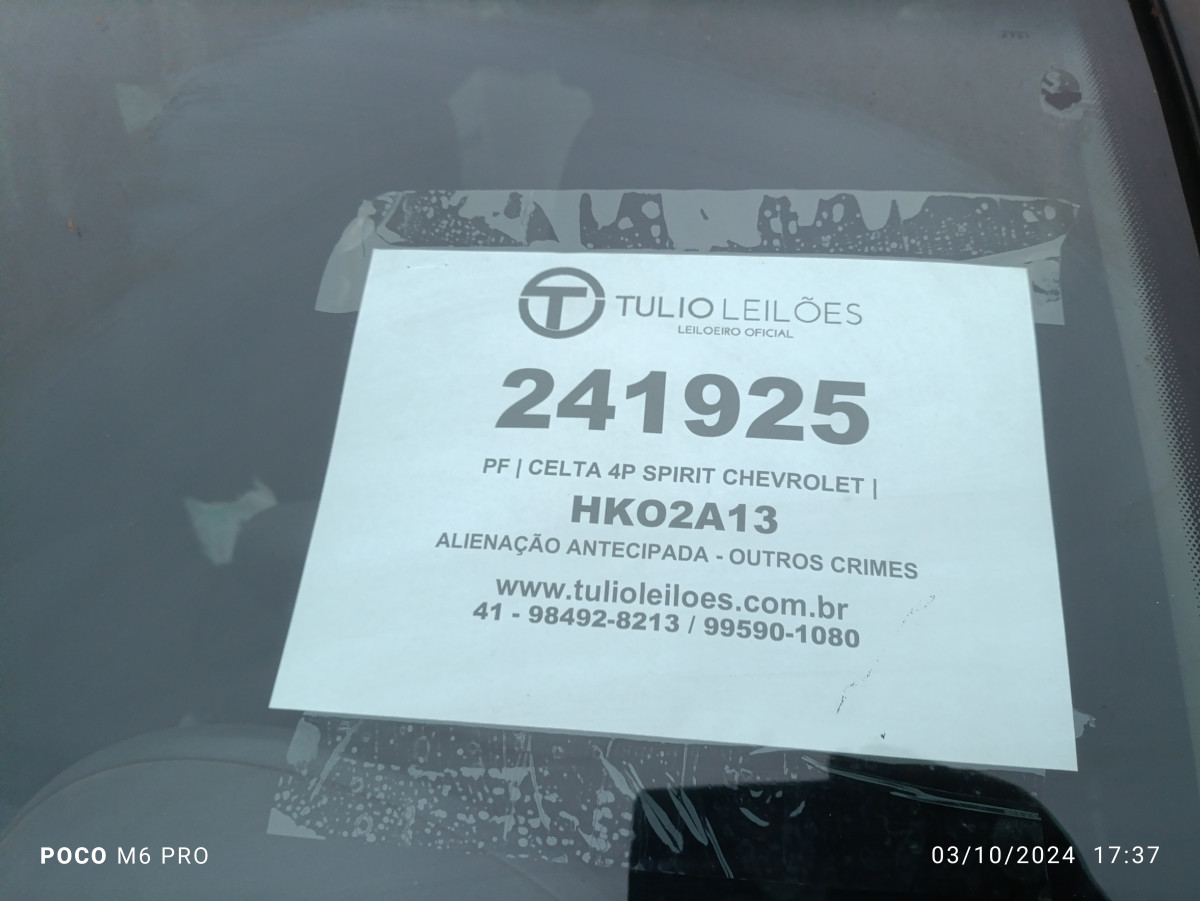 TULIO LEILÕES
LEILOEIRO OFICIAL
241925
PF | CELTA 4P SPIRIT CHEVROLET |
HKO2A13
ALIENAÇÃO ANTECIPADA - OUTROS CRIMES
www.tulioleiloes.com.br
41 - 98492-8213 / 99590-1080
POCO M6 PRO
03/10/2024 17:37